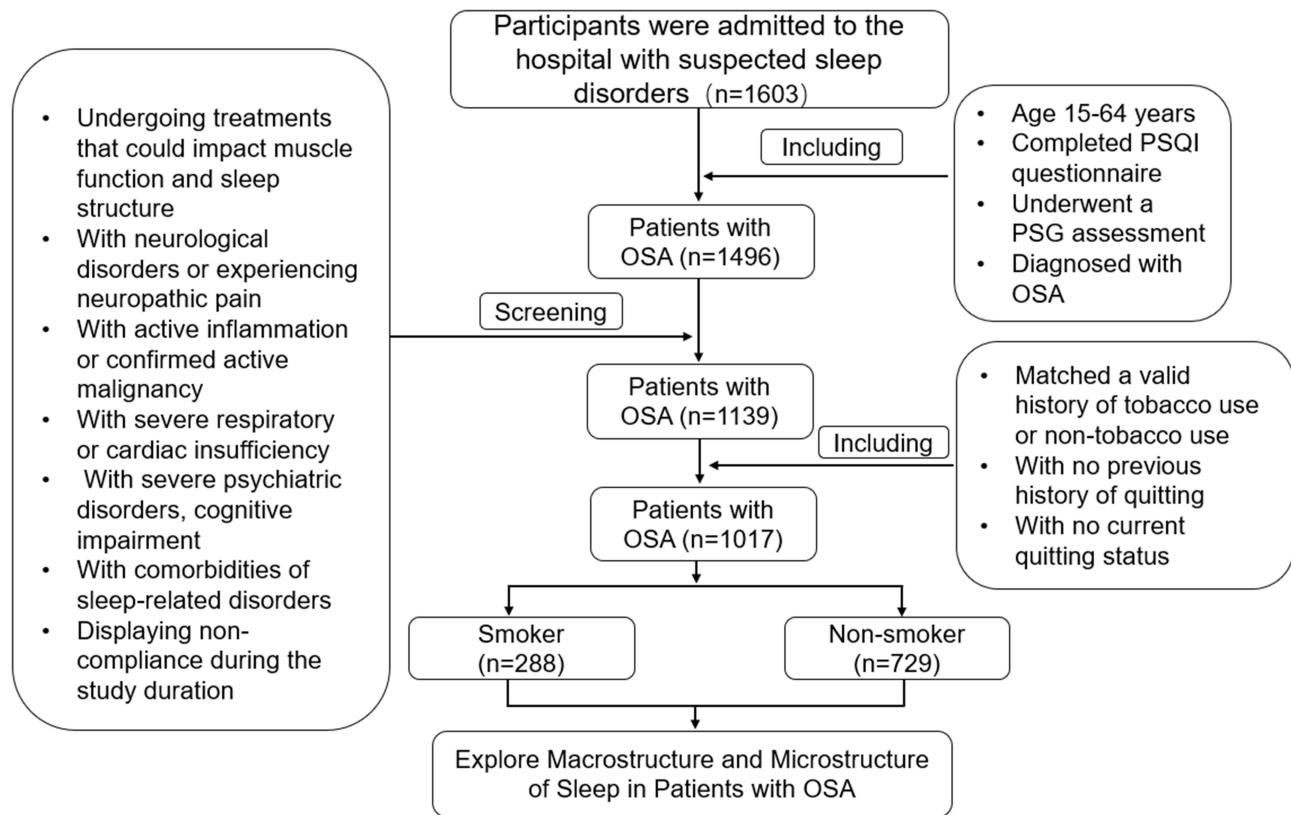 Participants were admitted to the
hospital with suspected sleep
disorders（n=1603）
Including
• Age 15-64 years
• Completed PSQI
questionnaire
• Underwent a
PSG assessment
• Diagnosed with
OSA
Patients with
OSA (n=1496)
• Undergoing treatments
that could impact muscle
function and sleep
structure
• With neurological
disorders or experiencing
neuropathic pain
• With active inflammation
or confirmed active
malignancy
• With severe respiratory
or cardiac insufficiency
• With severe psychiatric
disorders, cognitive
impairment
• With comorbidities of
sleep-related disorders
• Displaying non-
compliance during the
study duration
Screening
Patients with
OSA (n=1139)
Including
• Matched a valid
history of tobacco use
or non-tobacco use
• With no previous
history of quitting
• With no current
quitting status
Patients with
OSA (n=1017)
Smoker
(n=288)
Non-smoker
(n=729)
Explore Macrostructure and Microstructure
of Sleep in Patients with OSA